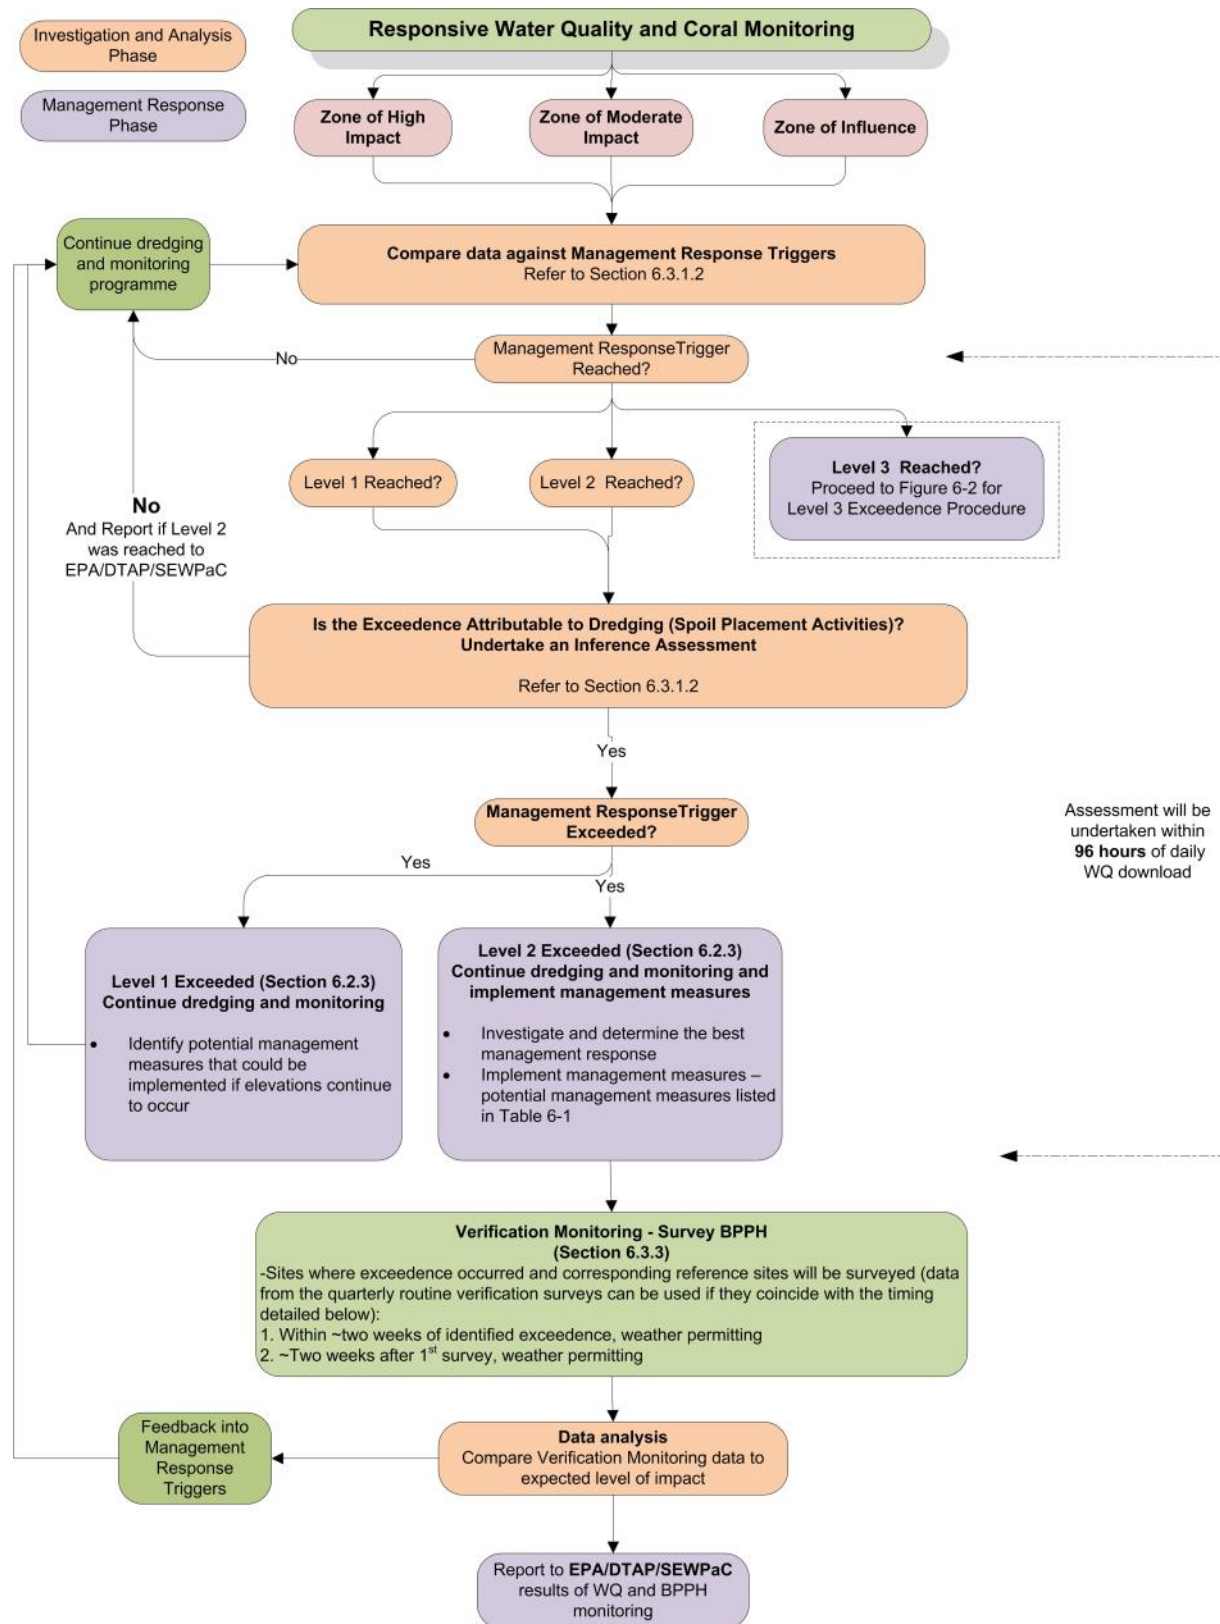 Investigation and Analysis
Phase
Management Response
Phase
Responsive Water Quality and Coral Monitoring
Zone of High
Impact
Zone of Moderate
Impact
Zone of Influence
Continue dredging
and monitoring
programme
Compare data against Management Response Triggers
Refer to Section 6.3.1.2
Management ResponseTrigger
Reached?
No
Level 1 Reached?
Level 2 Reached?
Level 3 Reached?
Proceed to Figure 6-2 for
Level 3 Exceedence Procedure
No
And Report if Level 2
was reached to
EPA/DTAP/SEWPaC
Is the Exceedence Attributable to Dredging (Spoil Placement Activities)?
Undertake an Inference Assessment
Refer to Section 6.3.1.2
Yes
Management ResponseTrigger
Exceeded?
Yes
Yes
Assessment will be
undertaken within
96 hours of daily
WQ download
Level 1 Exceeded (Section 6.2.3)
Continue dredging and monitoring
• Identify potential management
measures that could be
implemented if elevations continue
to occur
Level 2 Exceeded (Section 6.2.3)
Continue dredging and monitoring and
implement management measures
• Investigate and determine the best
management response
• Implement management measures –
potential management measures listed
in Table 6-1
Verification Monitoring - Survey BPPH
(Section 6.3.3)
-Sites where exceedence occurred and corresponding reference sites will be surveyed (data
from the quarterly routine verification surveys can be used if they coincide with the timing
detailed below):
1. Within ~two weeks of identified exceedence, weather permitting
2. ~Two weeks after 1st survey, weather permitting
Feedback into
Management
Response
Triggers
Data analysis
Compare Verification Monitoring data to
expected level of impact
Report to EPA/DTAP/SEWPaC
results of WQ and BPPH
monitoring